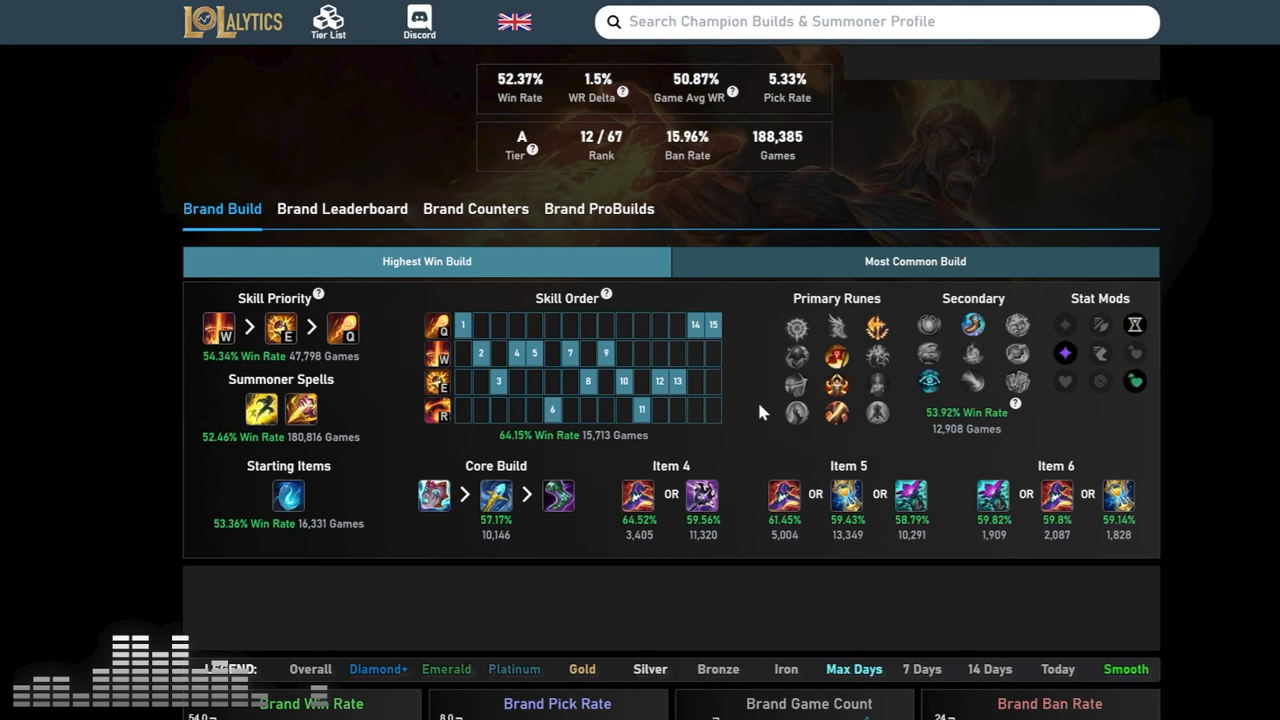 LOLALYTICS
Tier List
Discord
Search Champion Builds & Summoner Profile
52.37% 1.5% 50.87% 5.33%
Win Rate WR Delta ? Game Avg WR ? Pick Rate
A 12 / 67 15.96% 188,385
Tier ? Rank Ban Rate Games
Brand Build Brand Leaderboard Brand Counters Brand ProBuilds
Highest Win Build Most Common Build
Skill Priority ? Skill Order ? Primary Runes Secondary Stat Mods
W > E > Q
54.34% Win Rate 47,798 Games
Summoner Spells
52.46% Win Rate 180,816 Games
Q 1 14 15
W 2 4 5 7 9
E 3 8 10 12 13
R 6 11
64.15% Win Rate 15,713 Games
53.92% Win Rate ?
12,908 Games
Starting Items Core Build Item 4 Item 5 Item 6
> > OR OR OR OR OR
53.36% Win Rate 16,331 Games
57.17% 64.52% 59.56% 61.45% 59.43% 58.79% 59.82% 59.8% 59.14%
10,146 3,405 11,320 5,004 13,349 10,291 1,909 2,087 1,828
LEGEND: Overall Diamond+ Emerald Platinum Gold Silver Bronze Iron Max Days 7 Days 14 Days Today Smooth
Brand Win Rate Brand Pick Rate Brand Game Count Brand Ban Rate
54.0 8.0 24